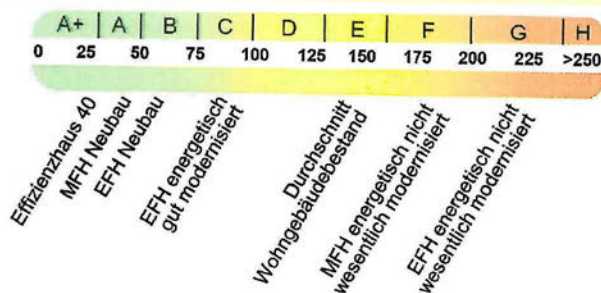 A+ A B C D E F G H
0 25 50 75 100 125 150 175 200 225 >250
Effizienzhaus 40
MFH Neubau
EFH Neubau
EFH energetisch
gut modernisiert
Durchschnitt
Wohngebäudebestand
MFH energetisch nicht
wesentlich modernisiert
EFH energetisch nicht
wesentlich modernisiert